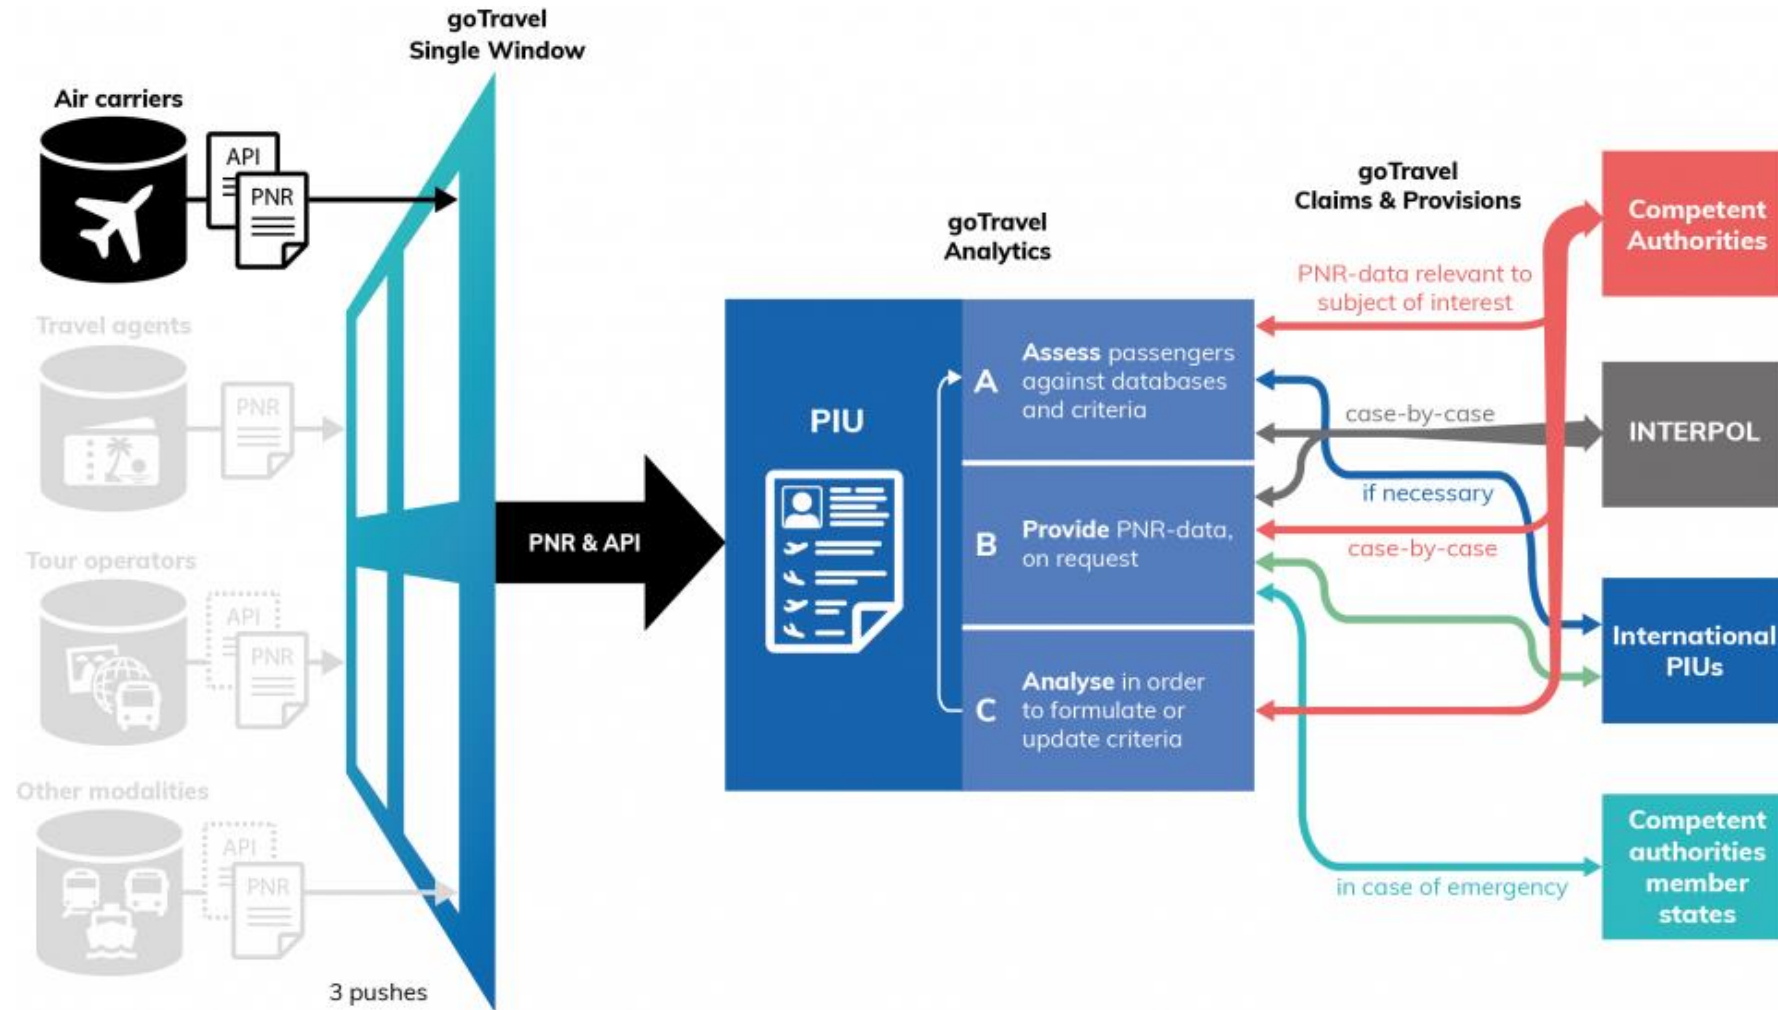 goTravel
Single Window
Air carriers
API
PNR
Travel agents
PNR
Tour operators
API
PNR
Other modalities
API
PNR
3 pushes
PNR & API
goTravel
Analytics
PIU
A
Assess passengers
against databases
and criteria
B
Provide PNR-data,
on request
C
Analyse in order
to formulate or
update criteria
goTravel
Claims & Provisions
PNR-data relevant to
subject of interest
case-by-case
if necessary
case-by-case
in case of emergency
Competent
Authorities
INTERPOL
International
PIUs
Competent
authorities
member
states